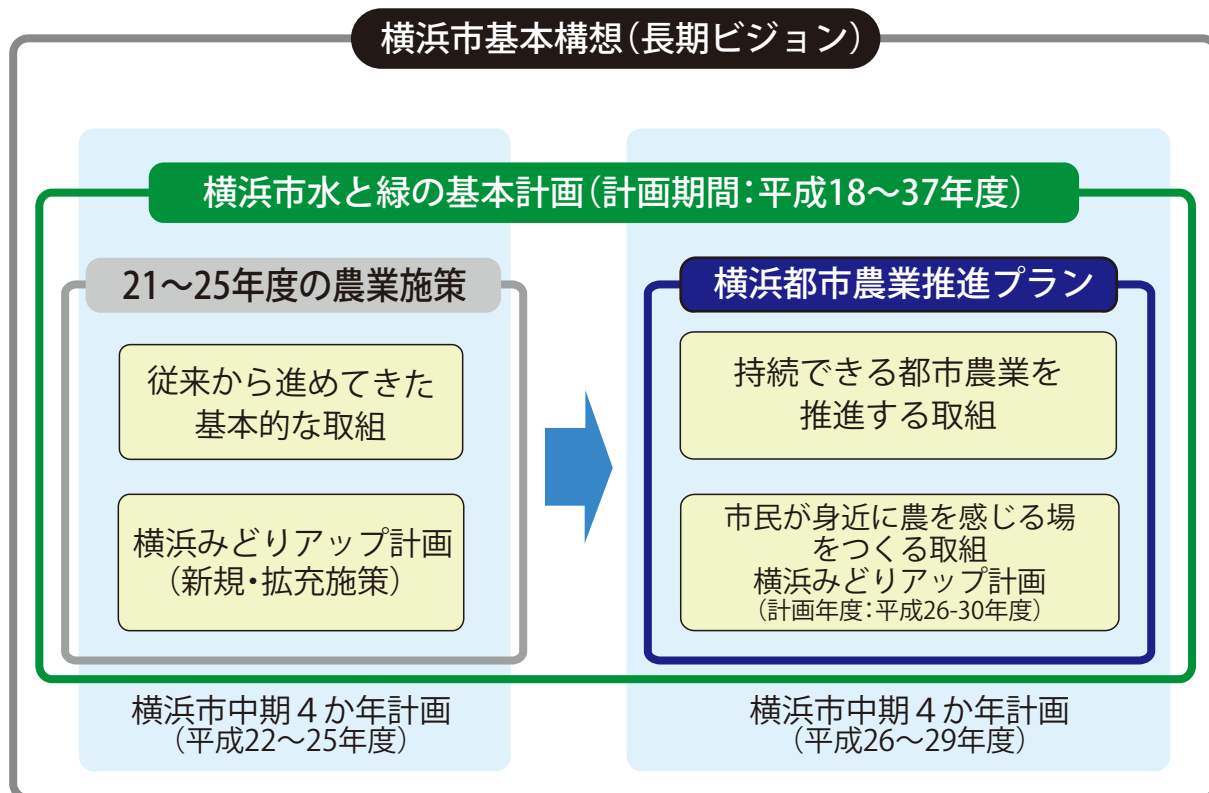 横浜市基本構想（長期ビジョン）
横浜市水と緑の基本計画（計画期間：平成18～37年度）
21～25年度の農業施策
従来から進めてきた
基本的な取組
横浜みどりアップ計画
（新規・拡充施策）
横浜市中期４か年計画
（平成22～25年度）
横浜都市農業推進プラン
持続できる都市農業を
推進する取組
市民が身近に農を感じる場
をつくる取組
横浜みどりアップ計画
（計画年度：平成26-30年度）
横浜市中期４か年計画
（平成26～29年度）